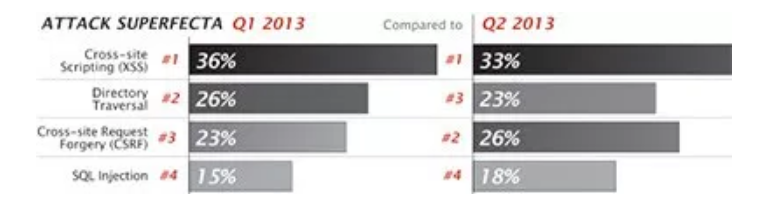 ATTACK SUPERFECTA Q1 2013 Compared to Q2 2013
Cross-site
Scripting (XSS) #1 36% #1 33%
Directory
Traversal #2 26% #3 23%
Cross-site Request
Forgery (CSRF) #3 23% #2 26%
SQL Injection #4 15% #4 18%